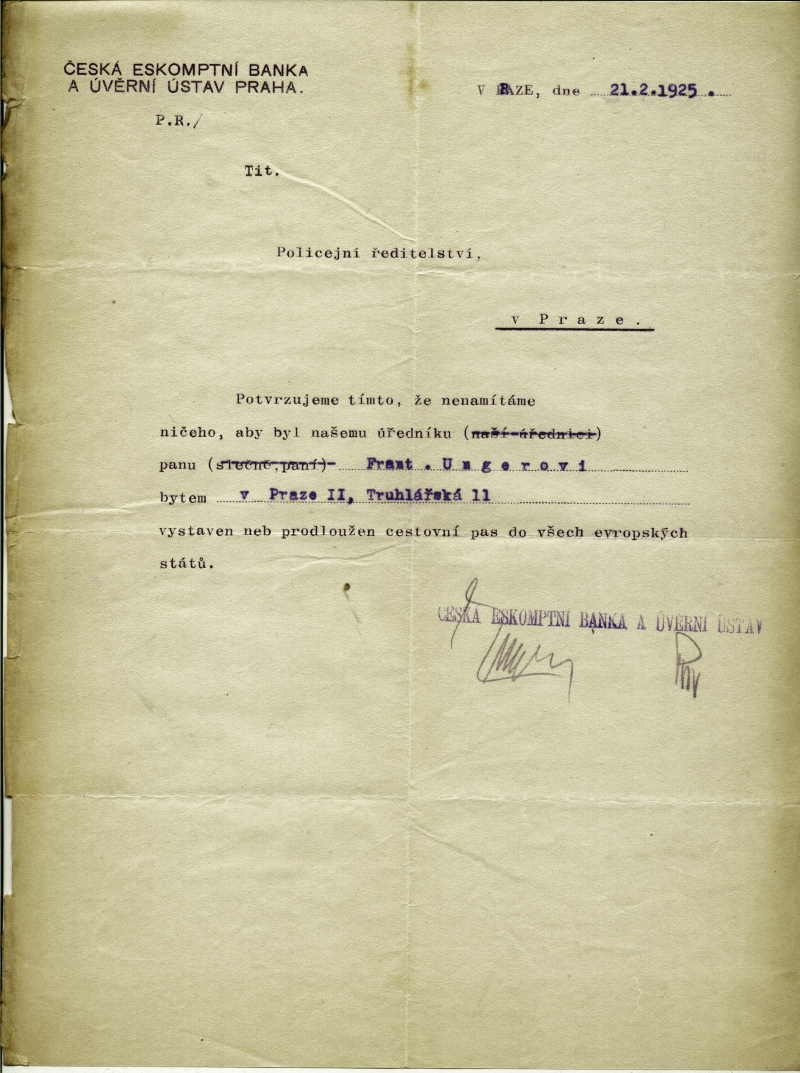 ČESKÁ ESKOMPTNÍ BANKA
A ÚVĚRNÍ ÚSTAV PRAHA.
V PRAZE, dne 21.2.1925.
P.R./
Tit.
Policejní ředitelství,
v Praze.
Potvrzujeme tímto, že nenamítáme
ničeho, aby byl našemu úředníku (naší úřednici)
panu (slečně, paní) Frant. Ungerovi
bytem v Praze II, Truhlářská 11
vystaven neb prodloužen cestovní pas do všech evropských
států.
ČESKÁ ESKOMPTNÍ BANKA A ÚVĚRNÍ ÚSTAV